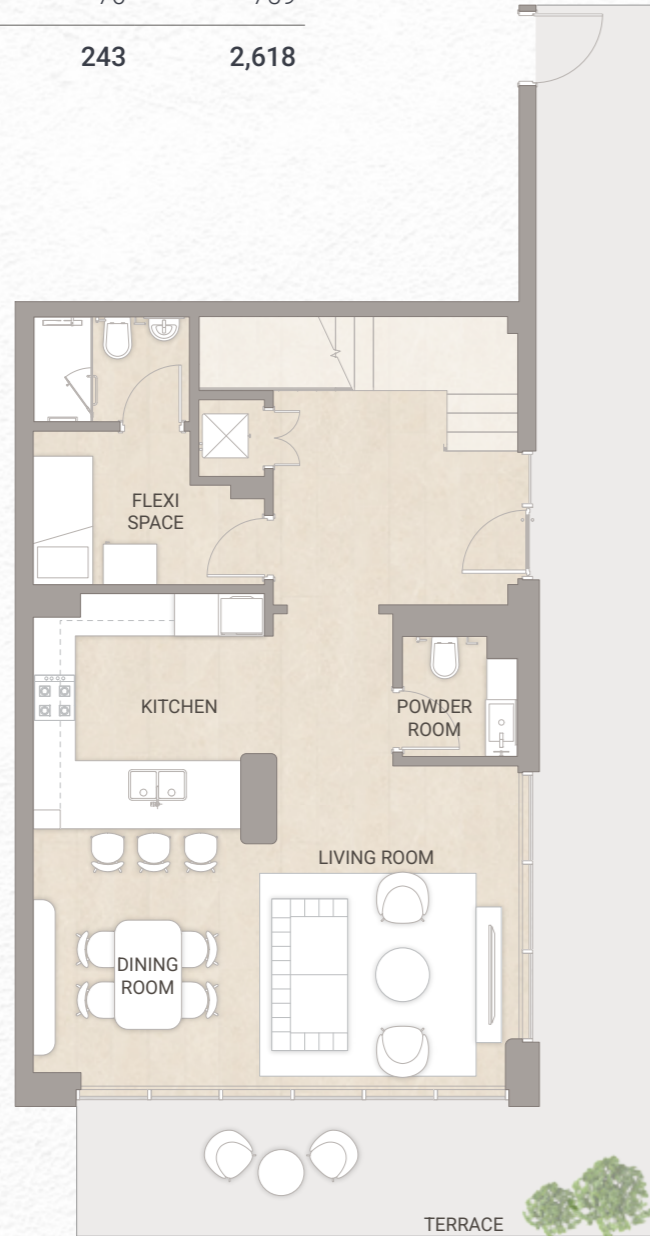 243 2,618
FLEXI
SPACE
KITCHEN
POWDER
ROOM
LIVING ROOM
DINING
ROOM
TERRACE